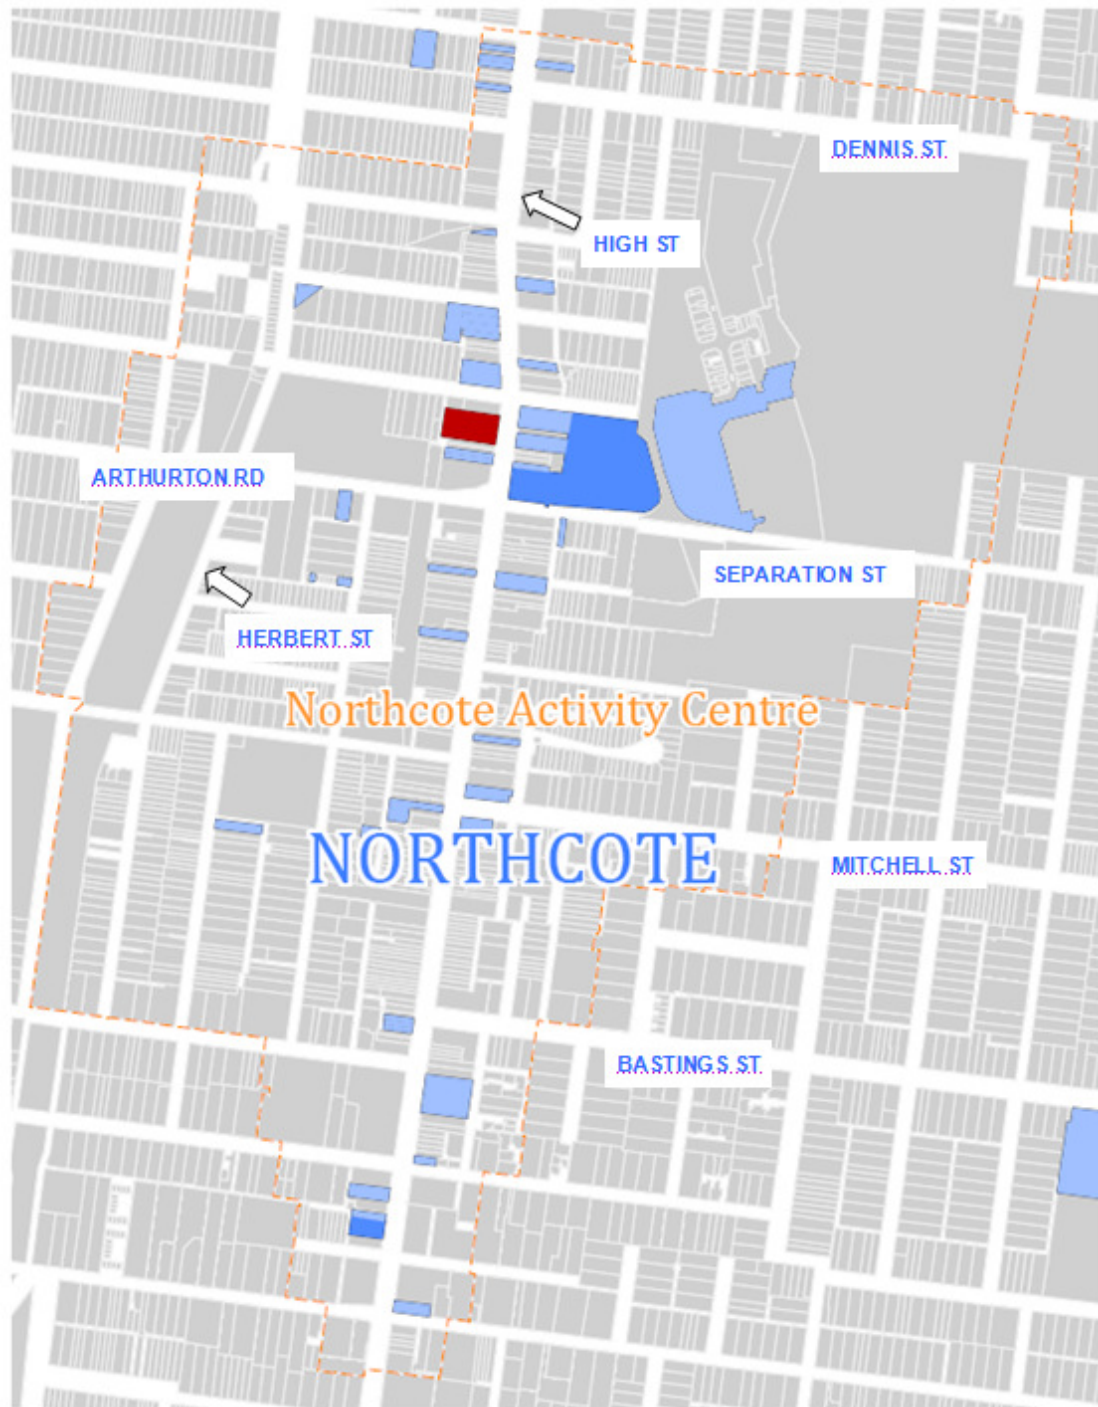 DENNIS ST
HIGH ST
ARTHURTON RD
SEPARATION ST
HERBERT ST
Northcote Activity Centre
NORTHCOTE
MITCHELL ST
BASTINGS ST